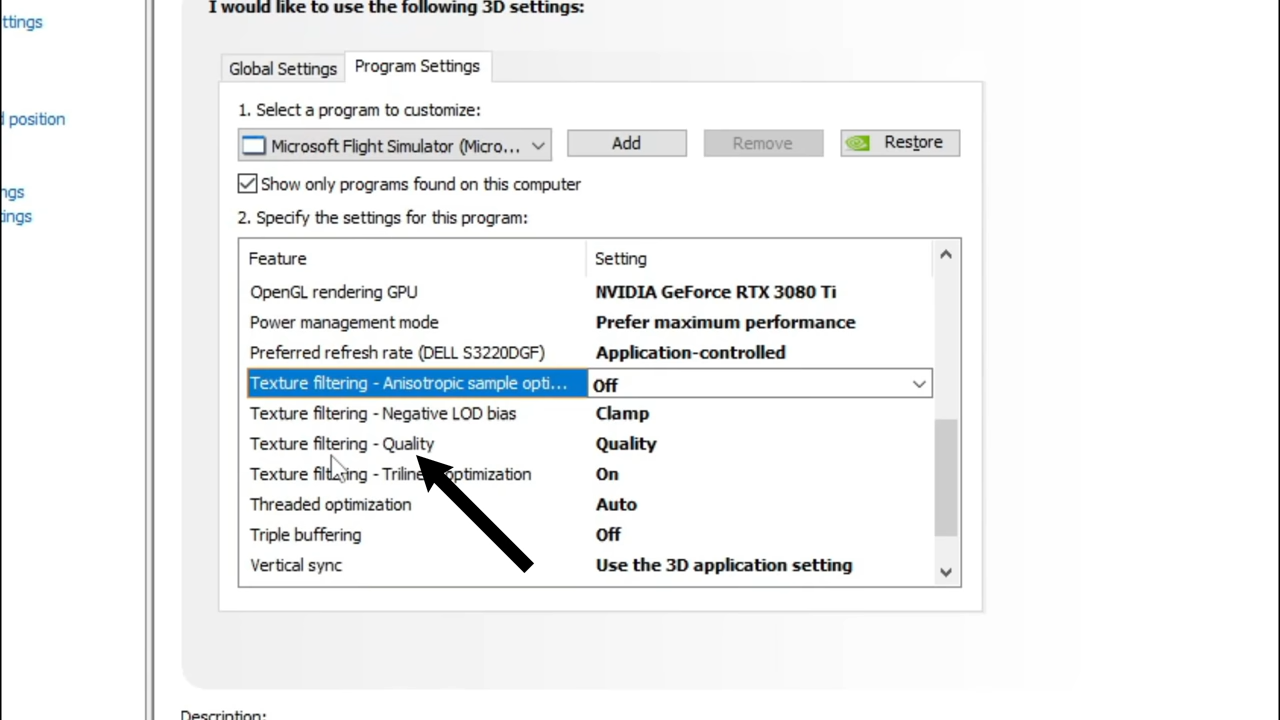 ttings
d position
ngs
tings
I would like to use the following 3D settings:
Global Settings
Program Settings
1. Select a program to customize:
Microsoft Flight Simulator (Micro...
Add
Remove
Restore
Show only programs found on this computer
2. Specify the settings for this program:
Feature Setting
OpenGL rendering GPU NVIDIA GeForce RTX 3080 Ti
Power management mode Prefer maximum performance
Preferred refresh rate (DELL S3220DGF) Application-controlled
Texture filtering - Anisotropic sample opti... Off
Texture filtering - Negative LOD bias Clamp
Texture filtering - Quality Quality
Texture filtering - Trilinear optimization On
Threaded optimization Auto
Triple buffering Off
Vertical sync Use the 3D application setting
Description: